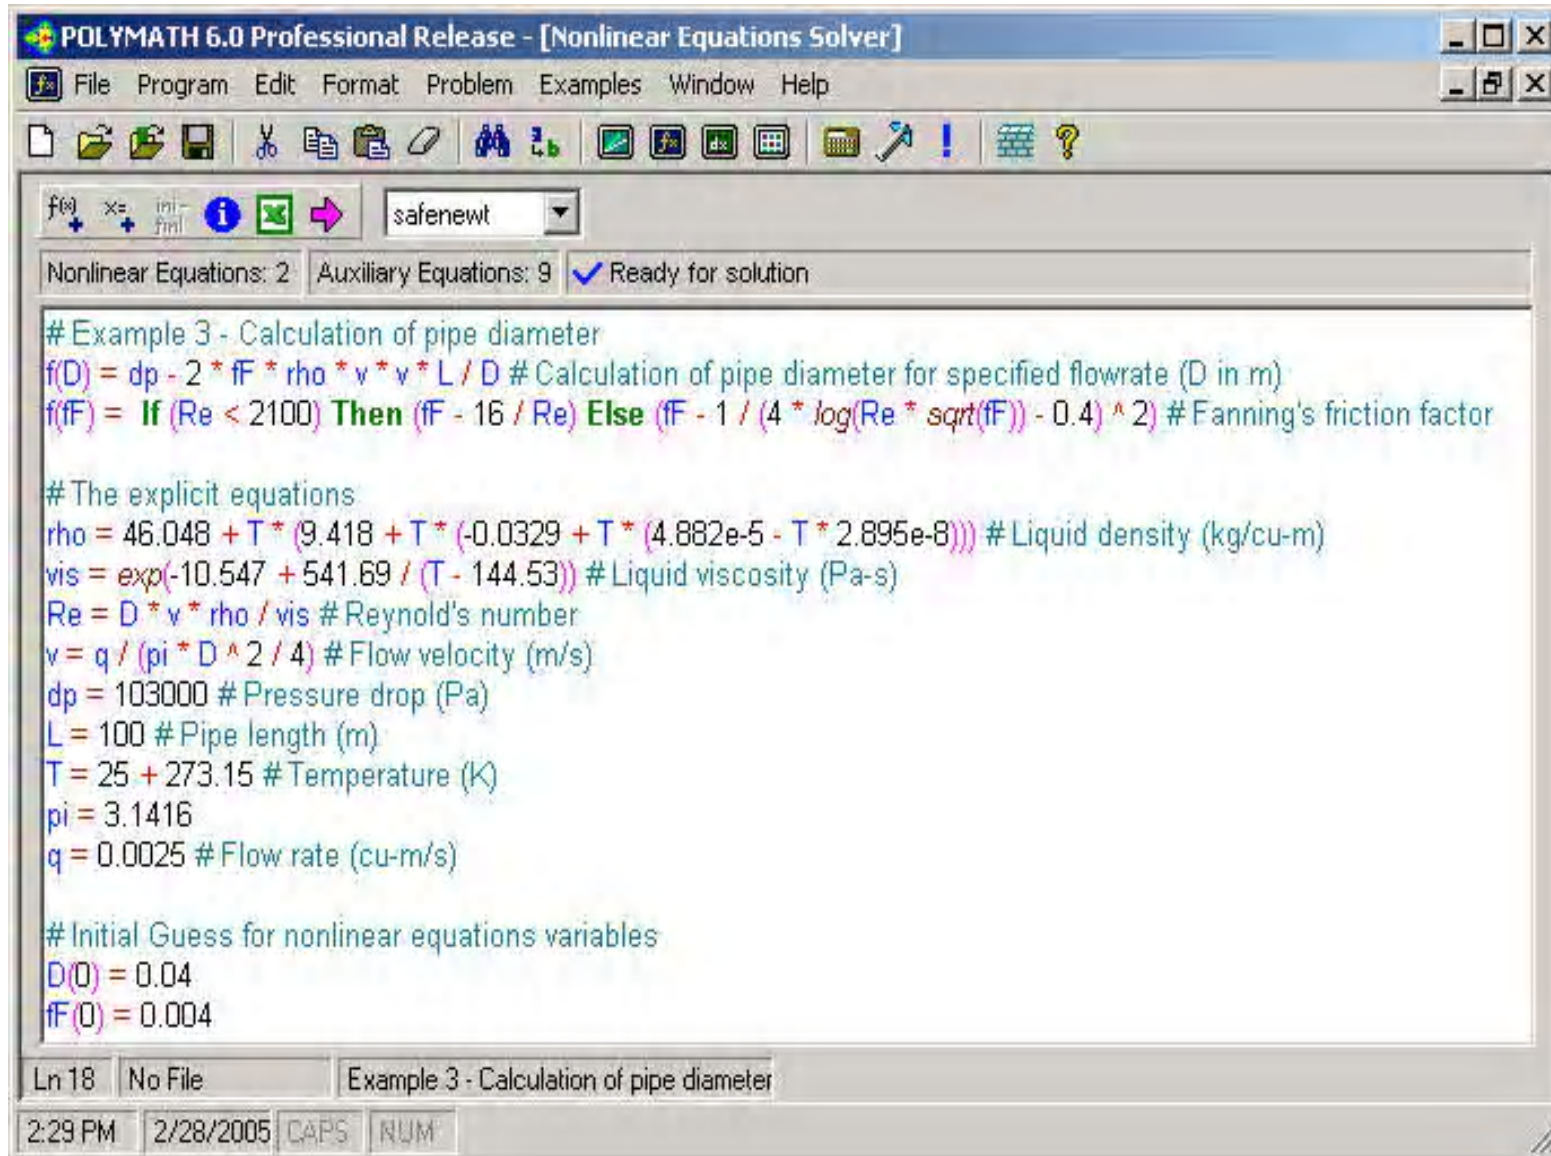 POLYMATH 6.0 Professional Release - [Nonlinear Equations Solver]
File Program Edit Format Problem Examples Window Help
safenewt
Nonlinear Equations: 2 Auxiliary Equations: 9 Ready for solution
# Example 3 - Calculation of pipe diameter
f(D) = dp - 2 * fF * rho * v * v * L / D # Calculation of pipe diameter for specified flowrate (D in m)
f(fF) = If (Re < 2100) Then (fF - 16 / Re) Else (fF - 1 / (4 * log(Re * sqrt(fF)) - 0.4) ^ 2) # Fanning's friction factor
# The explicit equations
rho = 46.048 + T * (9.418 + T * (-0.0329 + T * (4.882e-5 - T * 2.895e-8))) # Liquid density (kg/cu-m)
vis = exp(-10.547 + 541.69 / (T - 144.53)) # Liquid viscosity (Pa-s)
Re = D * v * rho / vis # Reynold's number
v = q / (pi * D ^ 2 / 4) # Flow velocity (m/s)
dp = 103000 # Pressure drop (Pa)
L = 100 # Pipe length (m)
T = 25 + 273.15 # Temperature (K)
pi = 3.1416
q = 0.0025 # Flow rate (cu-m/s)
# Initial Guess for nonlinear equations variables
D(0) = 0.04
fF(0) = 0.004
Ln 18 No File Example 3 - Calculation of pipe diameter
2:29 PM 2/28/2005 CAPS NUM